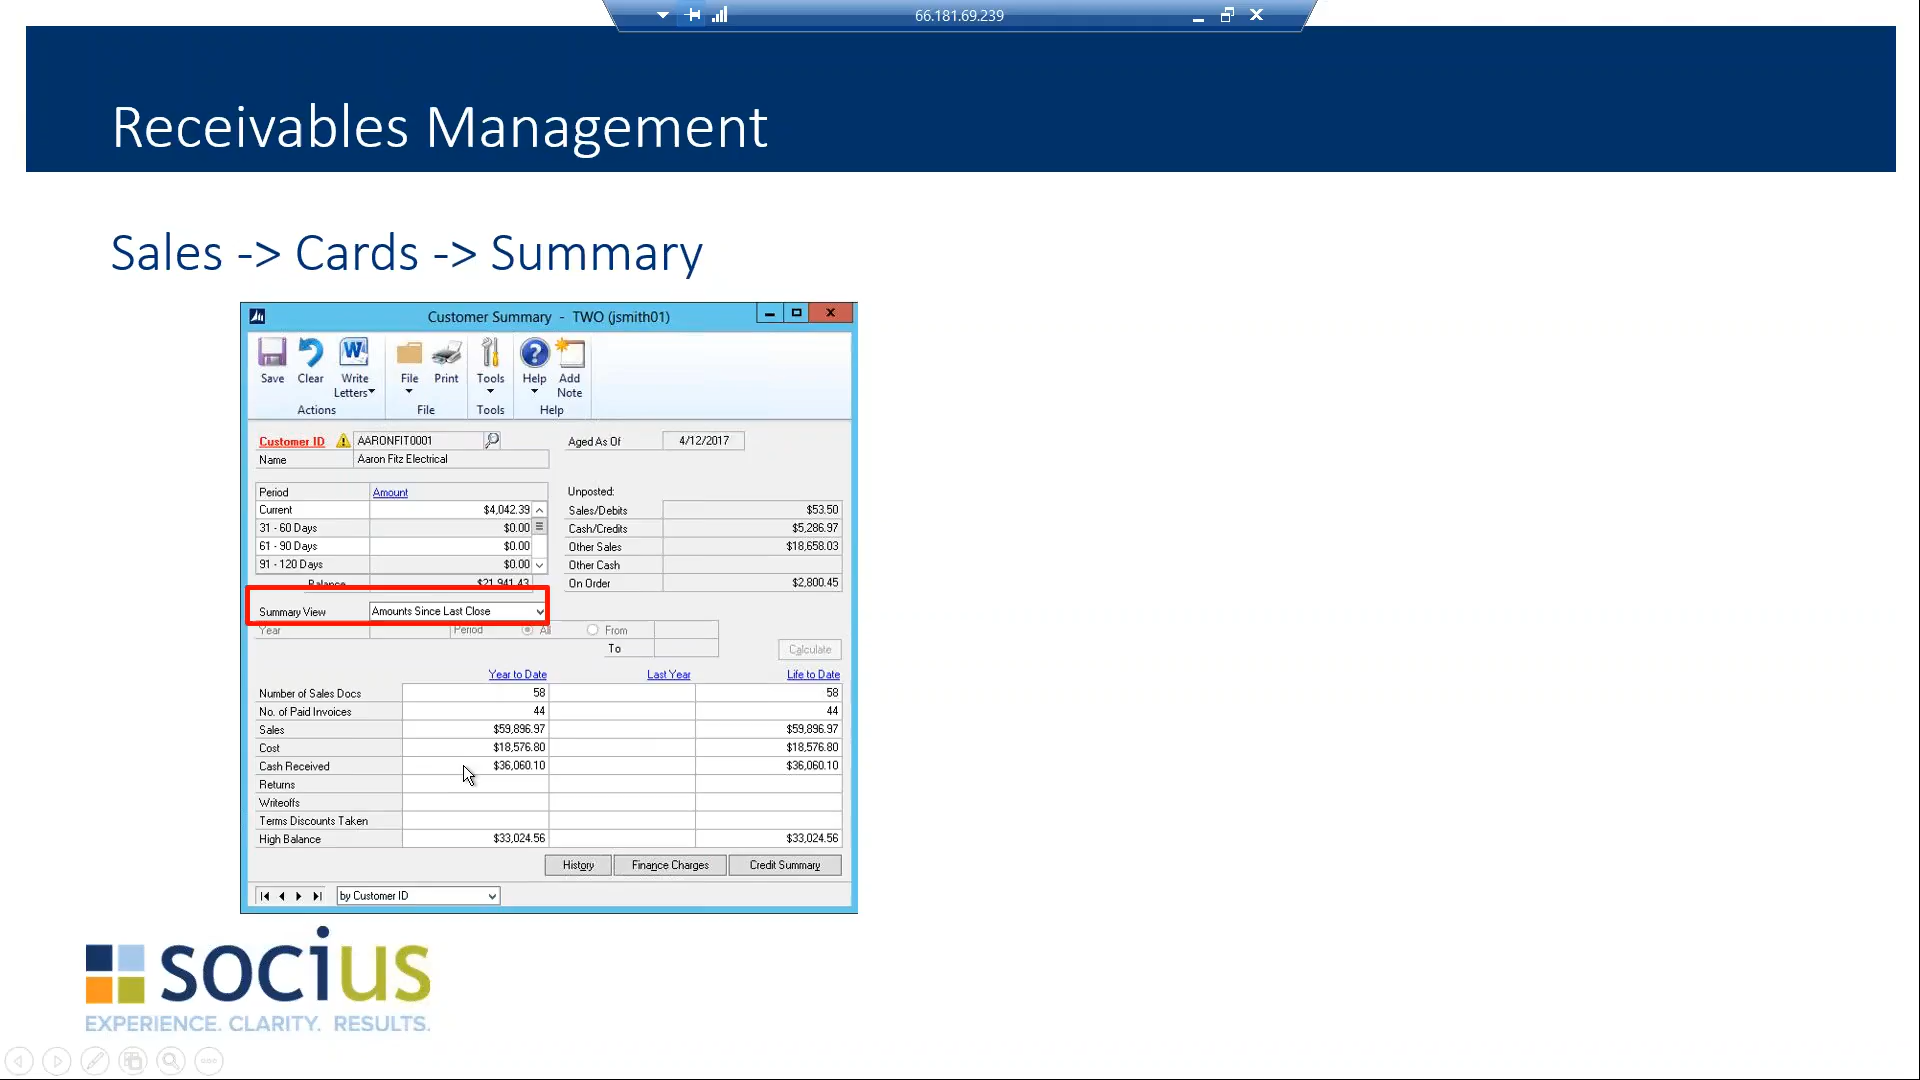 66.181.69.239
Receivables Management
Sales -> Cards -> Summary
Customer Summary - TWO (jsmith01)
Save Clear Write Letters File Print Tools Help Add Note
Actions File Tools Help
Customer ID AARONFIT0001 Aged As Of 4/12/2017
Name Aaron Fitz Electrical
Period Amount Unposted:
Current $4,042.39 Sales/Debits $53.50
31 - 60 Days $0.00 Cash/Credits $5,286.97
61 - 90 Days $0.00 Other Sales $18,658.03
91 - 120 Days $0.00 Other Cash
Balance $21,941.43 On Order $2,800.45
Summary View Amounts Since Last Close
Year Period All From
To Calculate
Year to Date Last Year Life to Date
Number of Sales Docs 58 58
No. of Paid Invoices 44 44
Sales $59,896.97 $59,896.97
Cost $18,576.80 $18,576.80
Cash Received $36,060.10 $36,060.10
Returns
Writeoffs
Terms Discounts Taken
High Balance $33,024.56 $33,024.56
History Finance Charges Credit Summary
by Customer ID
socius
EXPERIENCE. CLARITY. RESULTS.